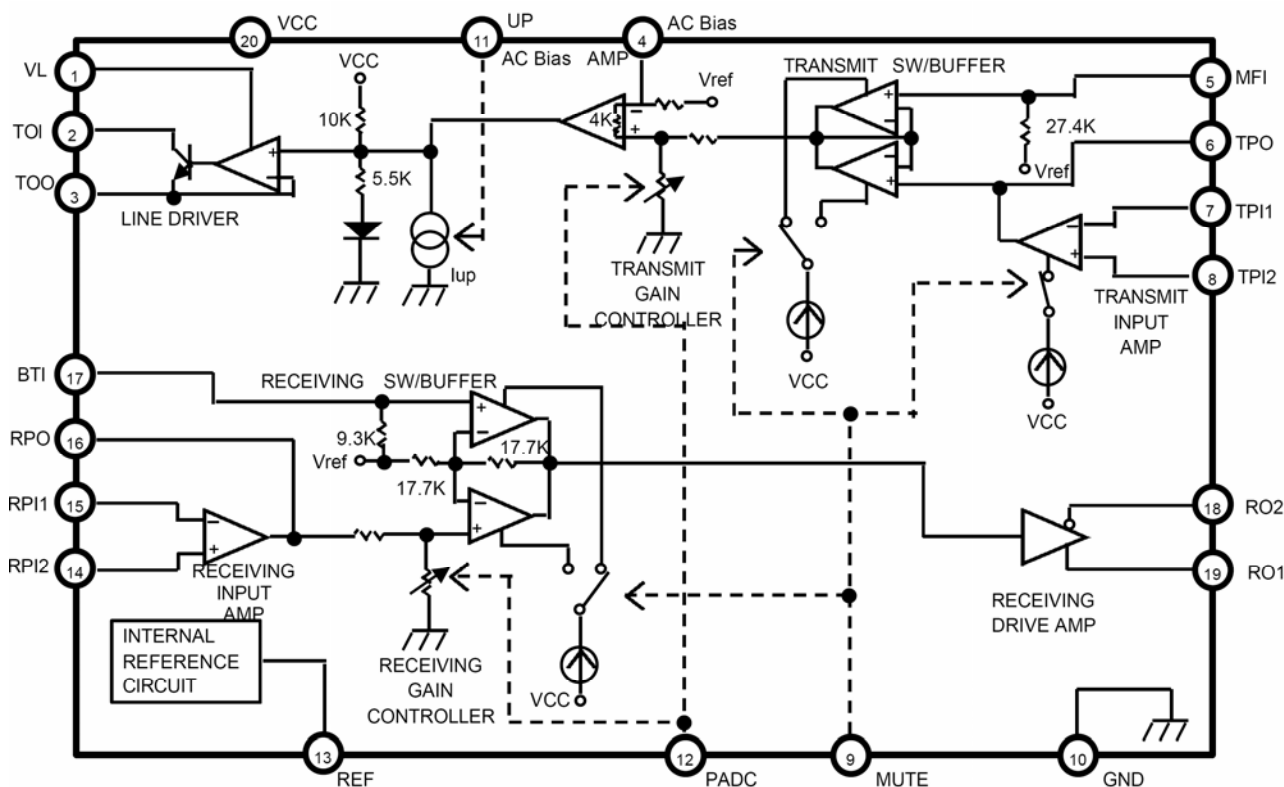 20 VCC
UP
11
AC Bias
4
AC Bias
AMP
VL 1
VCC
Vref
TRANSMIT SW/BUFFER
5 MFI
TOI 2
10K
4K
27.4K
6 TPO
TOO 3
5.5K
Vref
LINE DRIVER
7 TPI1
Iup
TRANSMIT
GAIN
CONTROLLER
8 TPI2
TRANSMIT
INPUT
AMP
VCC
VCC
BTI 17
RECEIVING SW/BUFFER
RPO 16
9.3K
17.7K
Vref
17.7K
RPI1 15
18 RO2
RPI2 14
RECEIVING
INPUT
AMP
19 RO1
RECEIVING
DRIVE AMP
INTERNAL
REFERENCE
CIRCUIT
RECEIVING
GAIN
CONTROLLER
VCC
13
REF
12
PADC
9
MUTE
10
GND